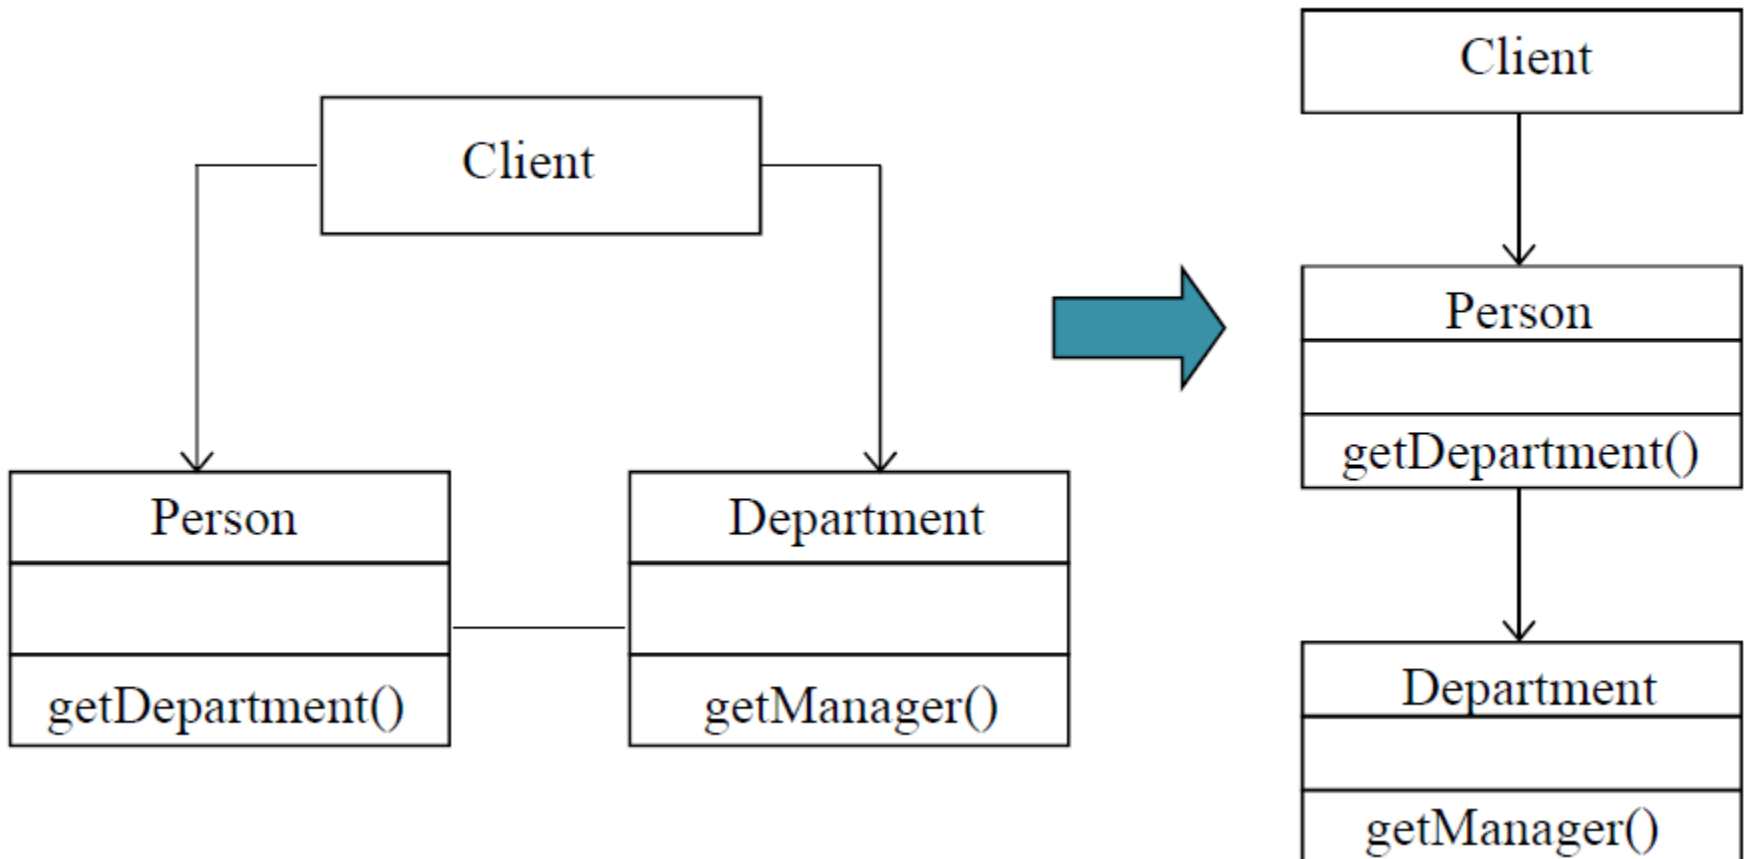 Client
Person
getDepartment()
Department
getManager()
Client
Person
getDepartment()
Department
getManager()